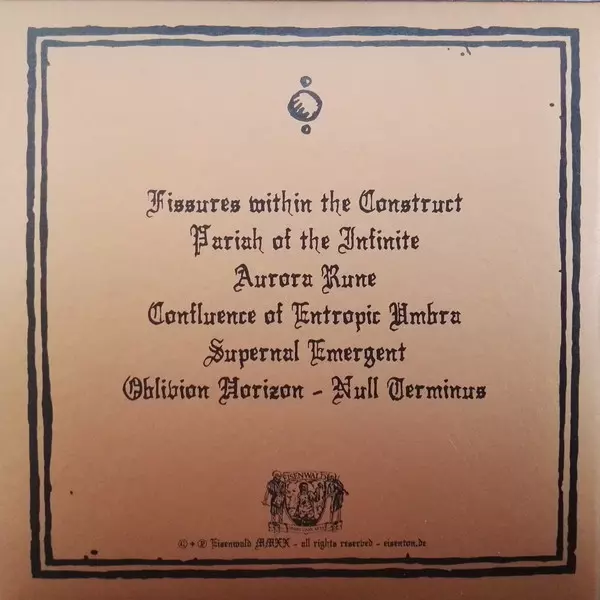 Fissures within the Construct
Pariah of the Infinite
Aurora Rune
Confluence of Entropic Umbra
Supernal Emergent
Oblivion Horizon - Null Terminus
EISENWALD
© + ℗ Eisenwald MMXX - all rights reserved - eisenton.de